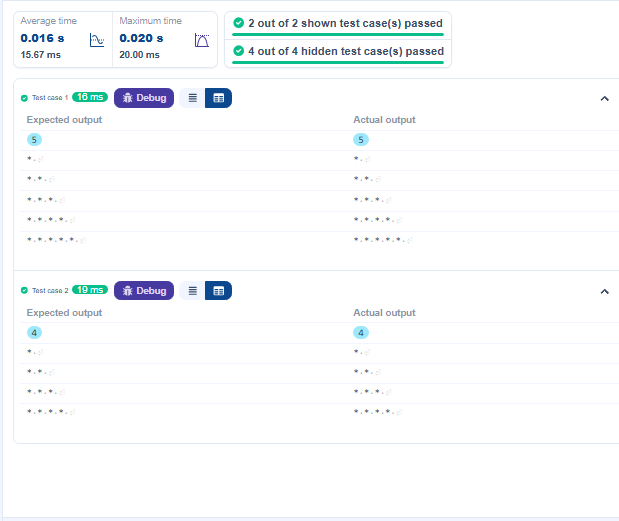 Average time
Maximum time
0.016 s
0.020 s
15.67 ms
20.00 ms
2 out of 2 shown test case(s) passed
4 out of 4 hidden test case(s) passed
Test case 1 16 ms Debug
Expected output Actual output
5 5
*· *·
*·*· *·*·
*·*·*· *·*·*·
*·*·*·*· *·*·*·*·
*·*·*·*·*· *·*·*·*·*·
Test case 2 19 ms Debug
Expected output Actual output
4 4
*· *·
*·*· *·*·
*·*·*· *·*·*·
*·*·*·*· *·*·*·*·